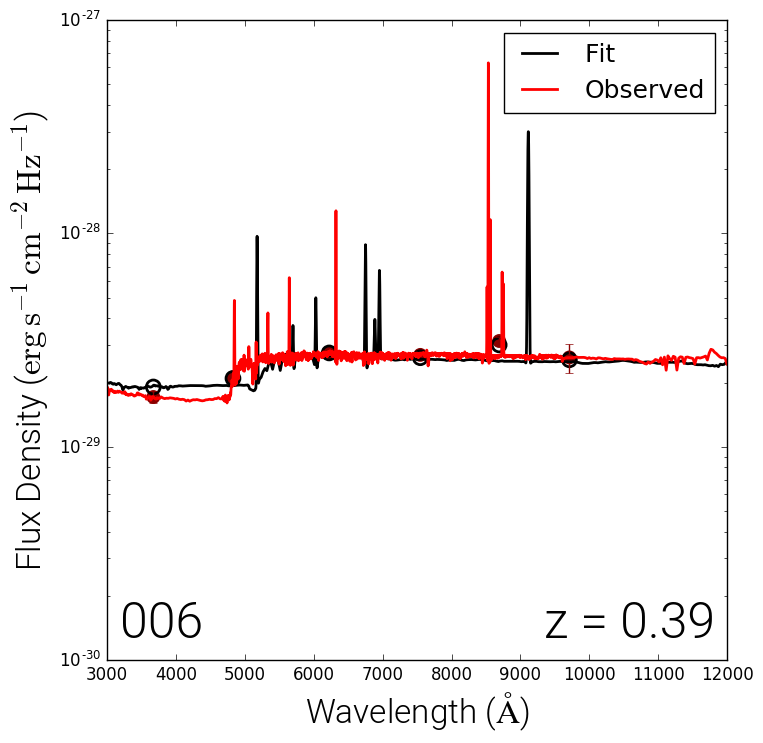 10^-27
10^-28
10^-29
10^-30
Flux Density (erg s^-1 cm^-2 Hz^-1)
Fit
Observed
006
z = 0.39
3000 4000 5000 6000 7000 8000 9000 10000 11000 12000
Wavelength (Å)